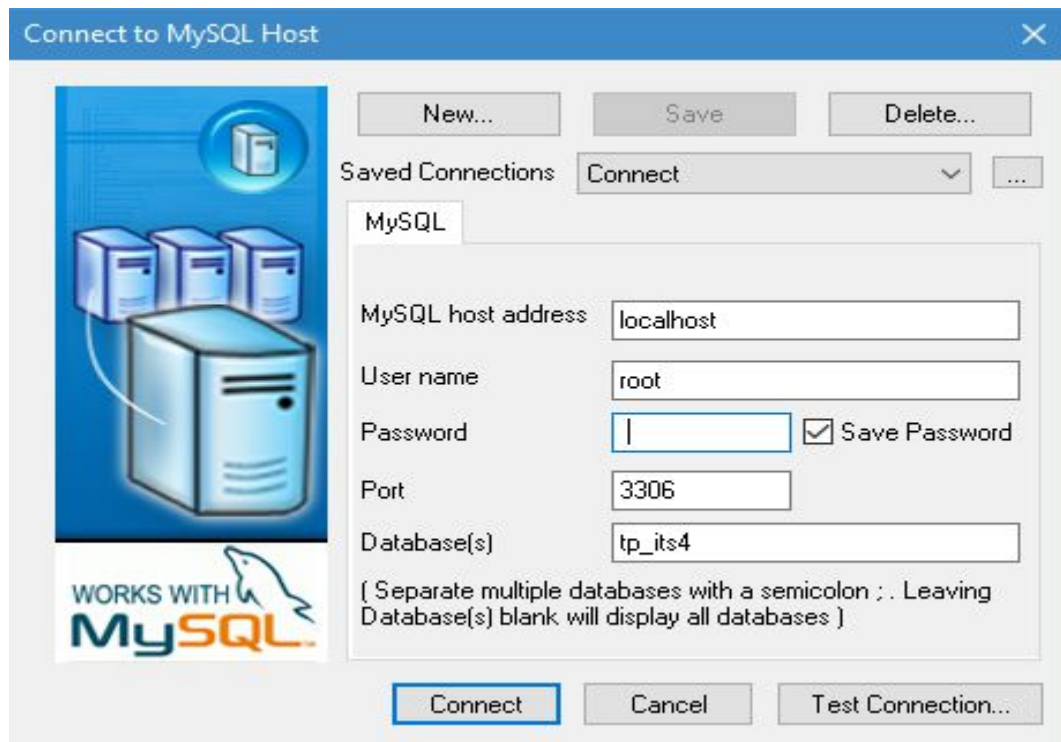 Connect to MySQL Host
New... Save Delete...
Saved Connections Connect ...
MySQL
MySQL host address localhost
User name root
Password Save Password
Port 3306
Database(s) tp_its4
( Separate multiple databases with a semicolon ; . Leaving
Database(s) blank will display all databases )
WORKS WITH
MySQL™
Connect Cancel Test Connection...